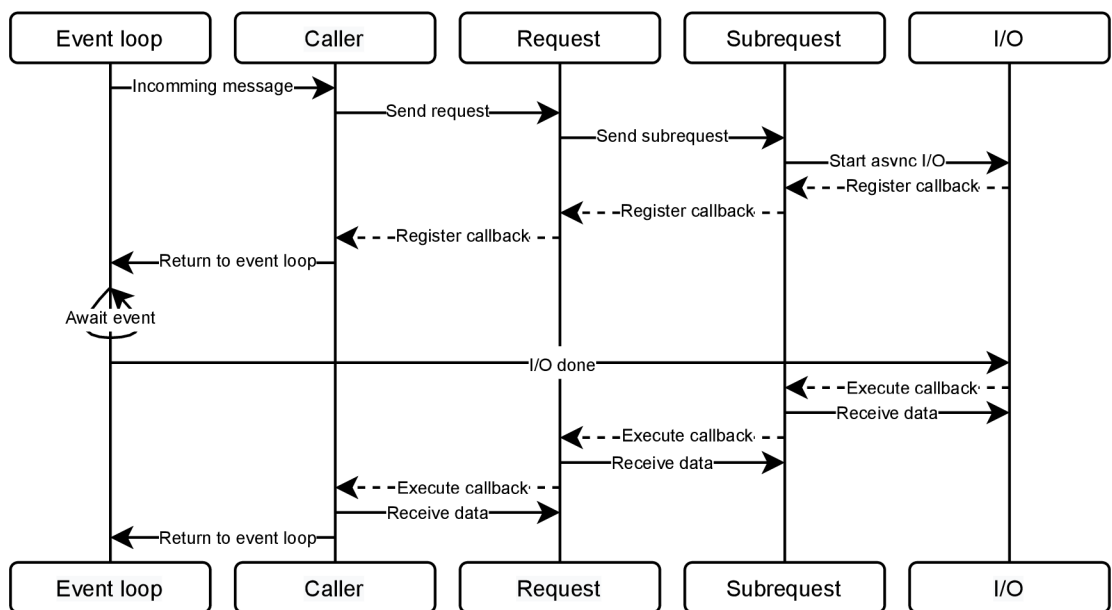 Event loop
Caller
Request
Subrequest
I/O
Incomming message
Send request
Send subrequest
Start async I/O
Register callback
Register callback
Register callback
Return to event loop
Await event
I/O done
Execute callback
Receive data
Execute callback
Receive data
Execute callback
Receive data
Return to event loop
Event loop
Caller
Request
Subrequest
I/O